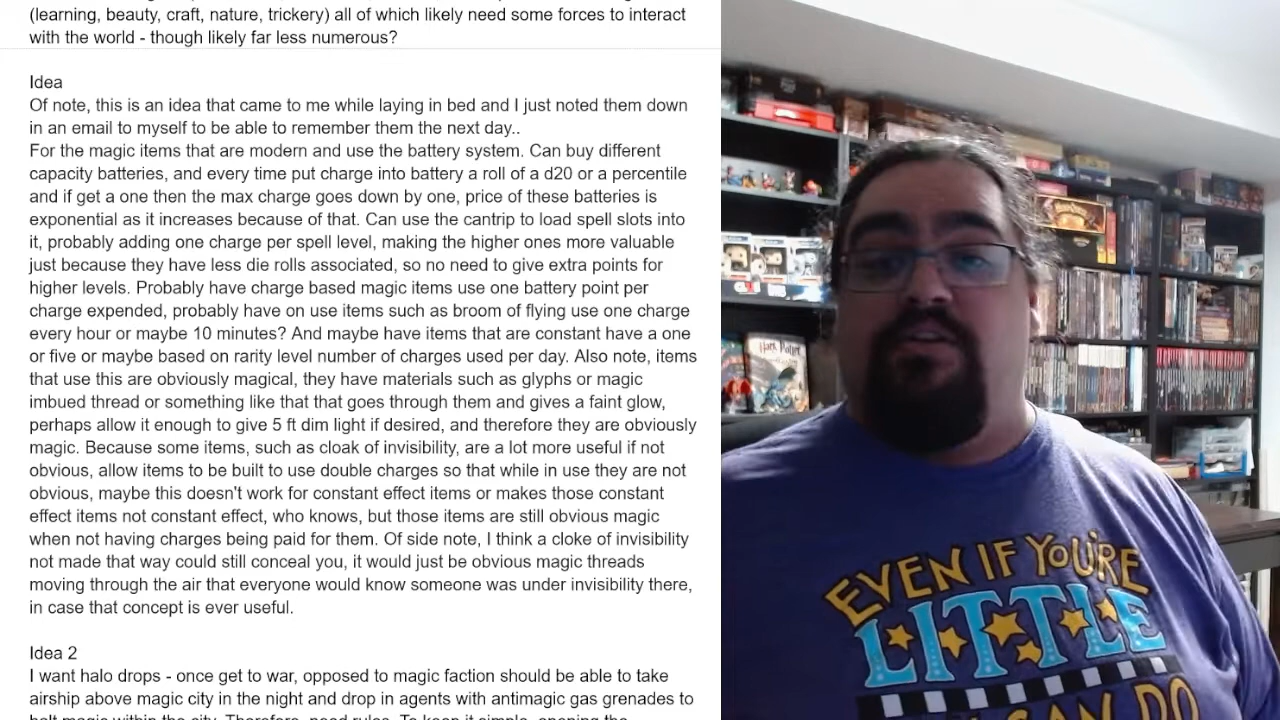 (learning, beauty, craft, nature, trickery) all of which likely need some forces to interact
with the world - though likely far less numerous?
Idea
Of note, this is an idea that came to me while laying in bed and I just noted them down
in an email to myself to be able to remember them the next day..
For the magic items that are modern and use the battery system. Can buy different
capacity batteries, and every time put charge into battery a roll of a d20 or a percentile
and if get a one then the max charge goes down by one, price of these batteries is
exponential as it increases because of that. Can use the cantrip to load spell slots into
it, probably adding one charge per spell level, making the higher ones more valuable
just because they have less die rolls associated, so no need to give extra points for
higher levels. Probably have charge based magic items use one battery point per
charge expended, probably have on use items such as broom of flying use one charge
every hour or maybe 10 minutes? And maybe have items that are constant have a one
or five or maybe based on rarity level number of charges used per day. Also note, items
that use this are obviously magical, they have materials such as glyphs or magic
imbued thread or something like that that goes through them and gives a faint glow,
perhaps allow it enough to give 5 ft dim light if desired, and therefore they are obviously
magic. Because some items, such as cloak of invisibility, are a lot more useful if not
obvious, allow items to be built to use double charges so that while in use they are not
obvious, maybe this doesn't work for constant effect items or makes those constant
effect items not constant effect, who knows, but those items are still obvious magic
when not having charges being paid for them. Of side note, I think a cloke of invisibility
not made that way could still conceal you, it would just be obvious magic threads
moving through the air that everyone would know someone was under invisibility there,
in case that concept is ever useful.
Idea 2
I want halo drops - once get to war, opposed to magic faction should be able to take
airship above magic city in the night and drop in agents with antimagic gas grenades to
halt magic within the city. Therefore, need rules. To keep it simple, opening the
Harry Potter
EVEN IF YOU'RE
LITTLE
CAN DO